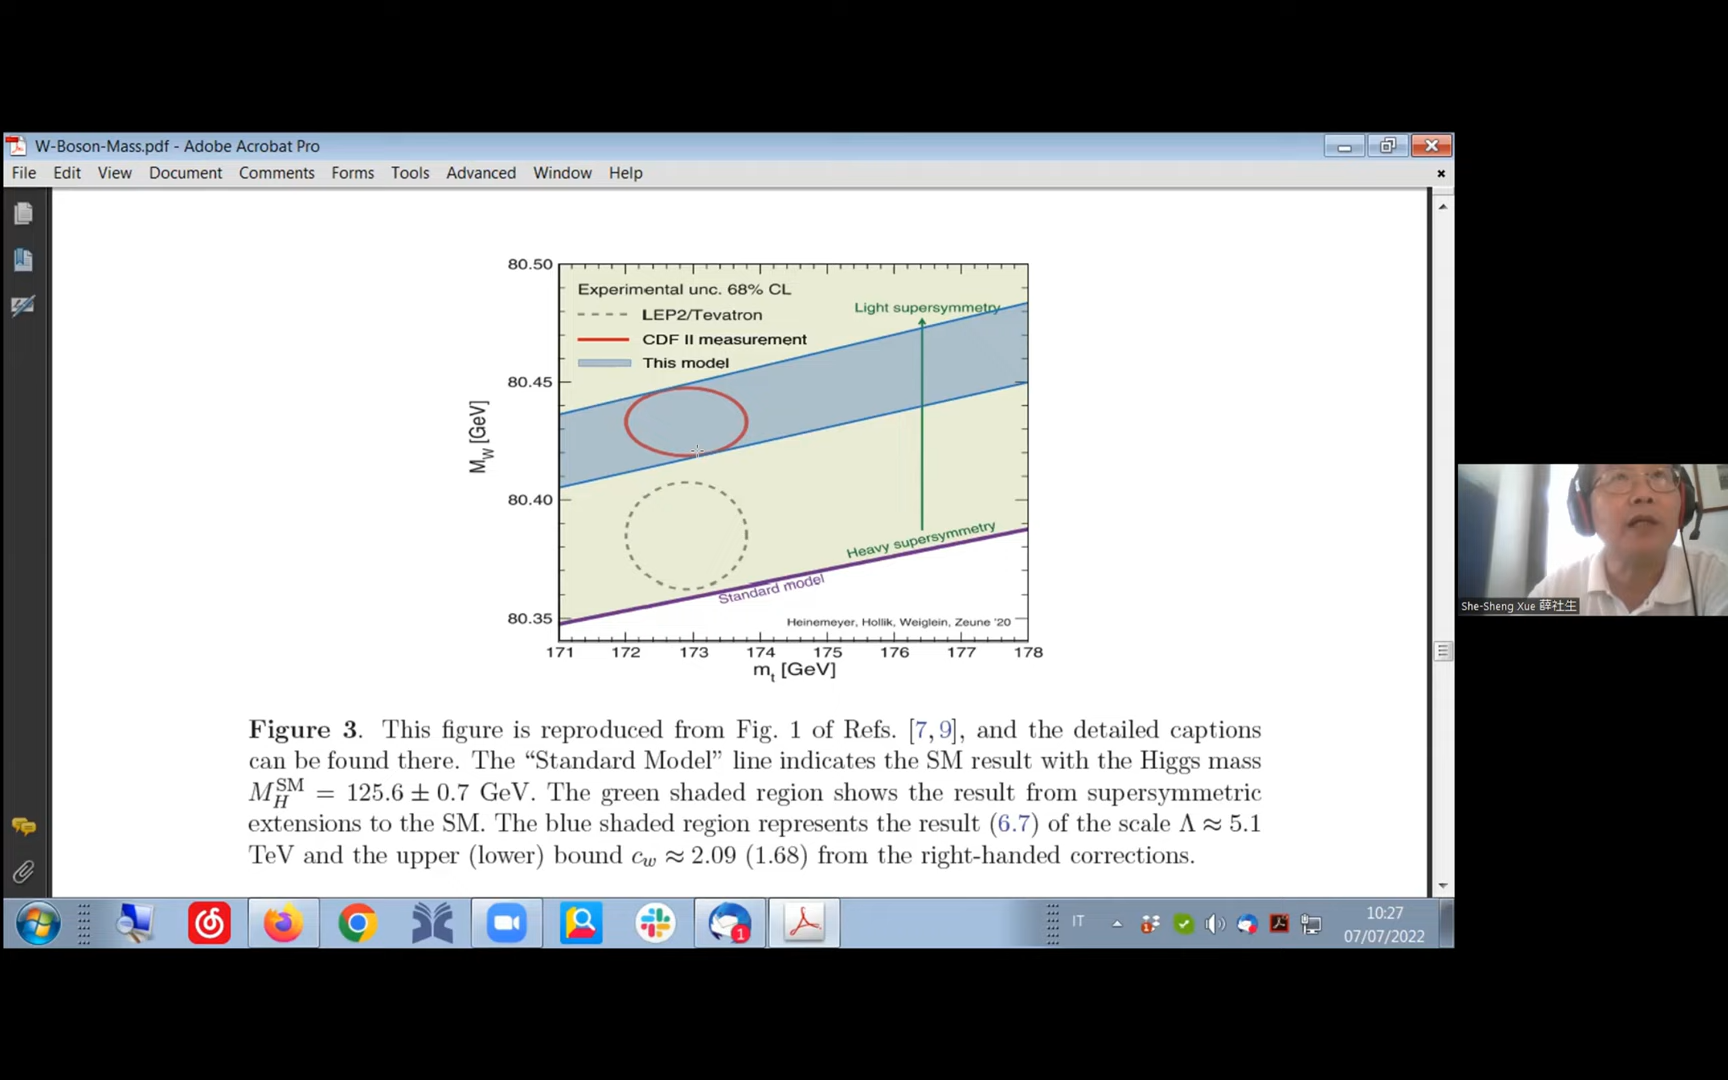 W-Boson-Mass.pdf - Adobe Acrobat Pro
File Edit View Document Comments Forms Tools Advanced Window Help
80.50
Experimental unc. 68% CL
LEP2/Tevatron
CDF II measurement
This model
Light supersymmetry
80.45
M_W [GeV]
80.40
Heavy supersymmetry
Standard model
80.35
Heinemeyer, Hollik, Weiglein, Zeune '20
171 172 173 174 175 176 177 178
m_t [GeV]
Figure 3. This figure is reproduced from Fig. 1 of Refs. [7, 9], and the detailed captions
can be found there. The “Standard Model” line indicates the SM result with the Higgs mass
M_H^SM = 125.6 ± 0.7 GeV. The green shaded region shows the result from supersymmetric
extensions to the SM. The blue shaded region represents the result (6.7) of the scale Λ ≈ 5.1
TeV and the upper (lower) bound c_w ≈ 2.09 (1.68) from the right-handed corrections.
She-Sheng Xue 薛社生
1
IT
10:27
07/07/2022